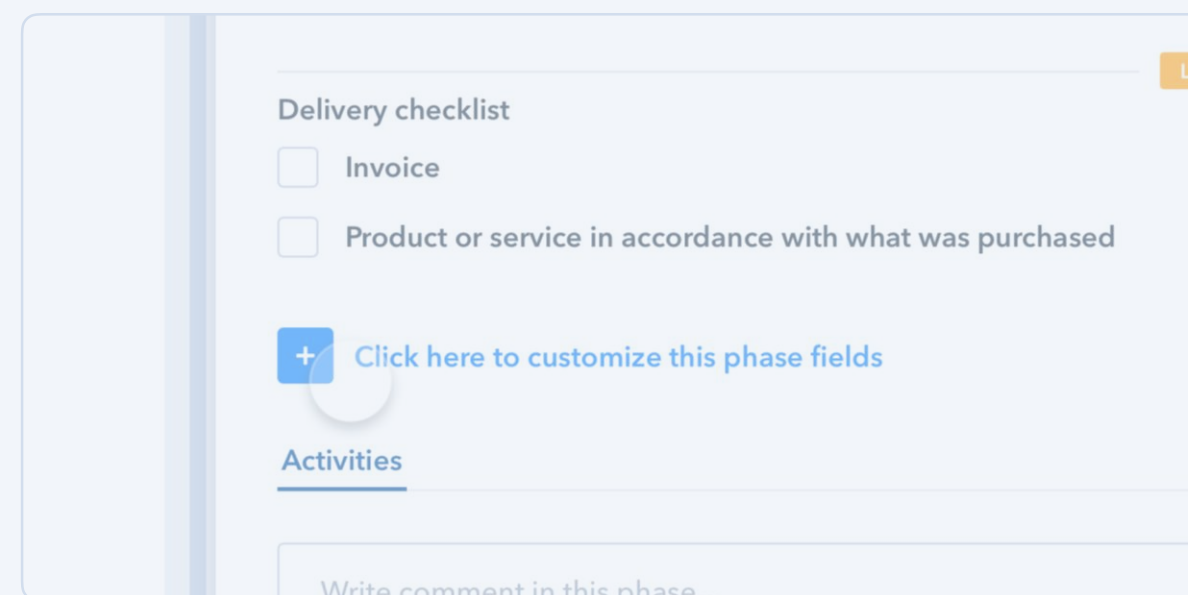 Delivery checklist
Invoice
Product or service in accordance with what was purchased
+ Click here to customize this phase fields
Activities
Write comment in this phase